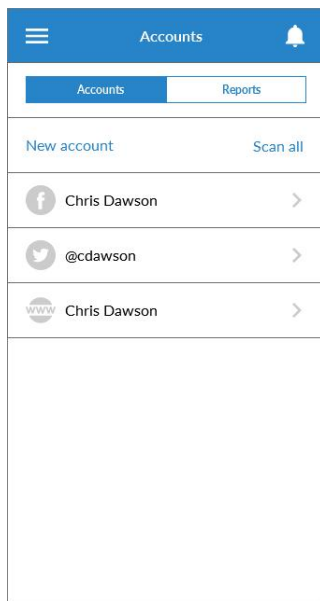 Accounts
Accounts Reports
New account Scan all
f Chris Dawson
@cdawson
www Chris Dawson